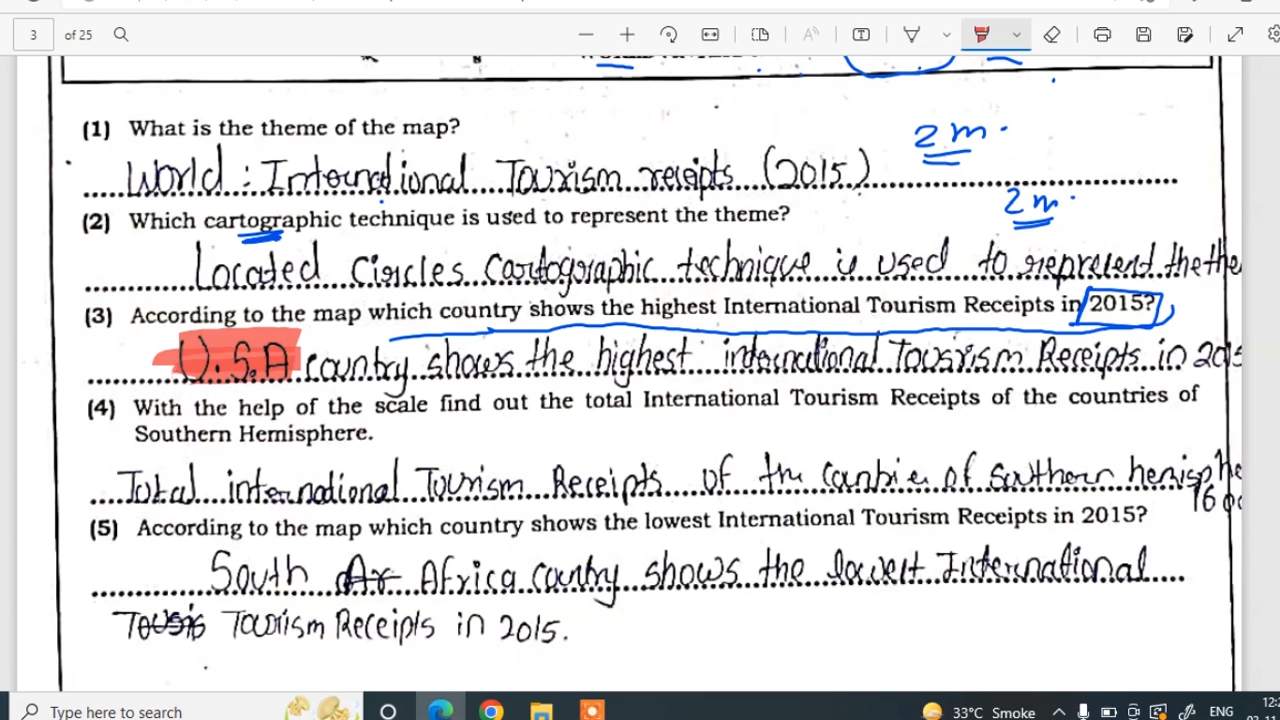 3 of 25
(1) What is the theme of the map?
World : International Tourism receipts (2015)
2 m.
(2) Which cartographic technique is used to represent the theme?
2 m.
Located Circles Cartographic technique is used to represent the the
(3) According to the map which country shows the highest International Tourism Receipts in 2015?
U.S.A country shows the highest international Tourism Receipts in 2015
(4) With the help of the scale find out the total International Tourism Receipts of the countries of
Southern Hemisphere.
Total international Tourism Receipts of the of Southern hemisphe
(5) According to the map which country shows the lowest International Tourism Receipts in 2015?
South Africa country shows the lowest International
Tourism Receipts in 2015.
Type here to search
33°C Smoke
ENG